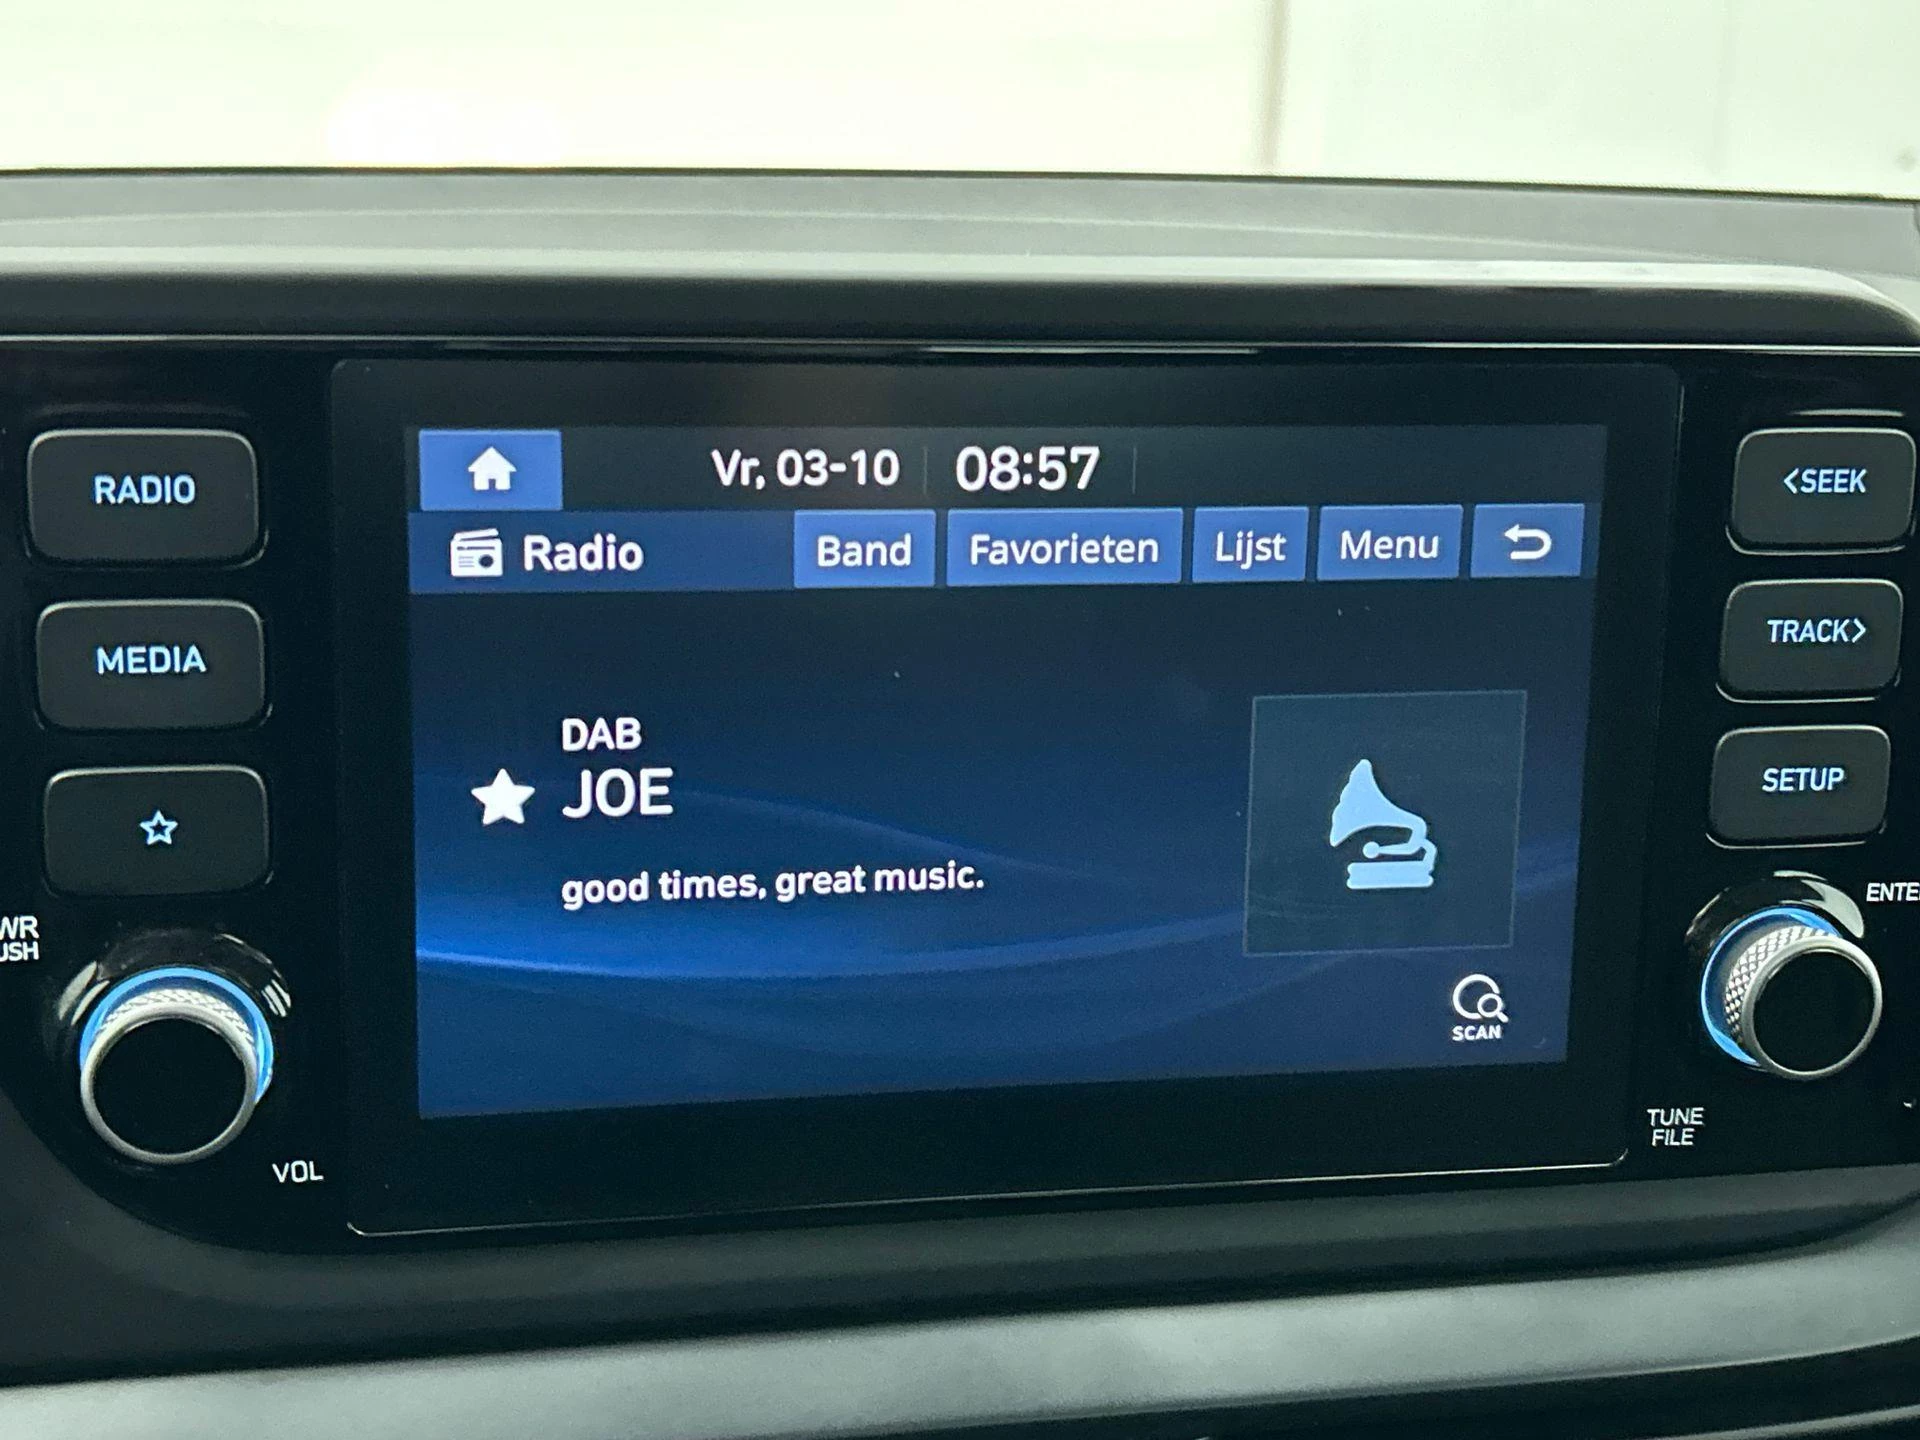 RADIO
MEDIA
VOL
Vr, 03-10 08:57
Radio Band Favorieten Lijst Menu
DAB
JOE
good times, great music.
SCAN
<SEEK
TRACK>
SETUP
TUNE
FILE